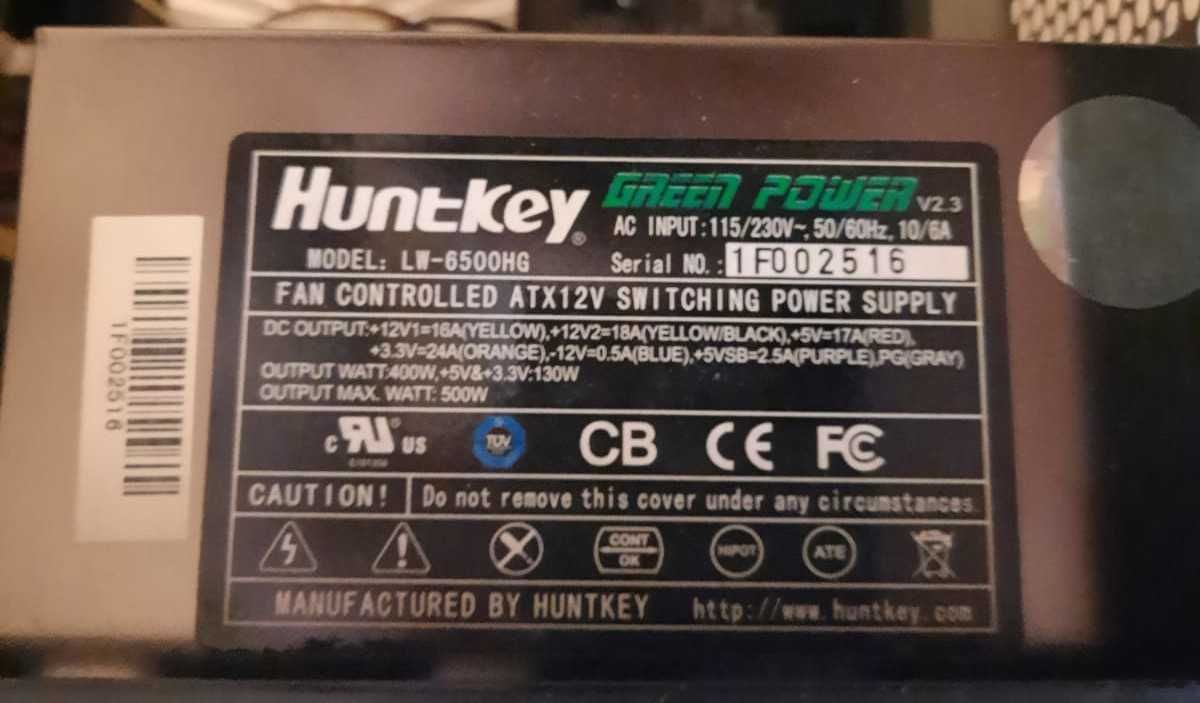 Huntkey® GREEN POWER V2.3
AC INPUT:115/230V~, 50/60Hz, 10/6A
MODEL: LW-6500HG Serial NO.: 1F002516
FAN CONTROLLED ATX12V SWITCHING POWER SUPPLY
DC OUTPUT:+12V1=16A(YELLOW),+12V2=18A(YELLOW/BLACK),+5V=17A(RED),
+3.3V=24A(ORANGE),-12V=0.5A(BLUE),+5VSB=2.5A(PURPLE),PG(GRAY)
OUTPUT WATT:400W,+5V&+3.3V:130W
OUTPUT MAX. WATT: 500W
c RU® US TÜV CB CE FC
CAUTION! Do not remove this cover under any circumstances
CONT
OK
HIPOT
ATE
MANUFACTURED BY HUNTKEY http://www.huntkey.com
1F002516